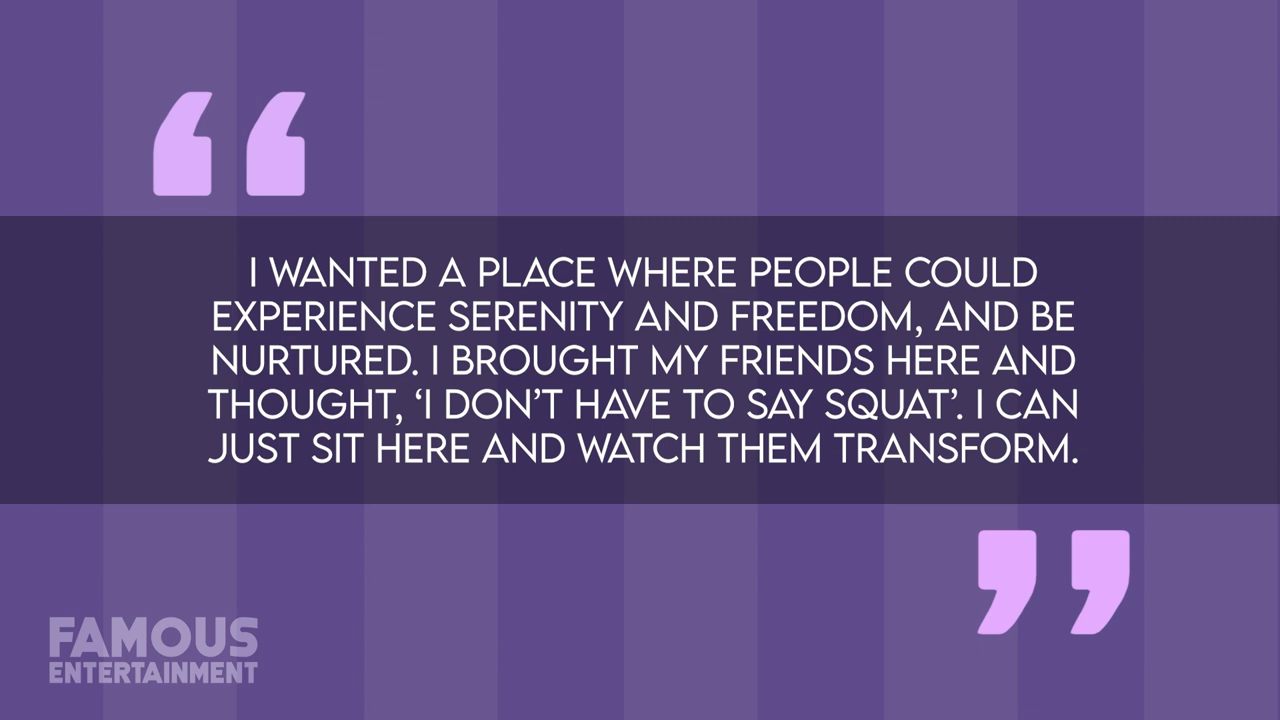 I WANTED A PLACE WHERE PEOPLE COULD
EXPERIENCE SERENITY AND FREEDOM, AND BE
NURTURED. I BROUGHT MY FRIENDS HERE AND
THOUGHT, ‘I DON’T HAVE TO SAY SQUAT’. I CAN
JUST SIT HERE AND WATCH THEM TRANSFORM.
FAMOUS
ENTERTAINMENT